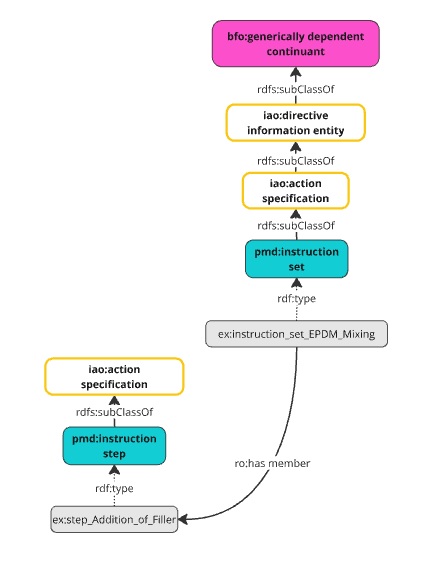 bfo:generically dependent
continuant
rdfs:subClassOf
iao:directive
information entity
rdfs:subClassOf
iao:action
specification
rdfs:subClassOf
pmd:instruction
set
rdf:type
ex:instruction_set_EPDM_Mixing
iao:action
specification
rdfs:subClassOf
pmd:instruction
step
ro:has member
rdf:type
ex:step_Addition_of_Filler